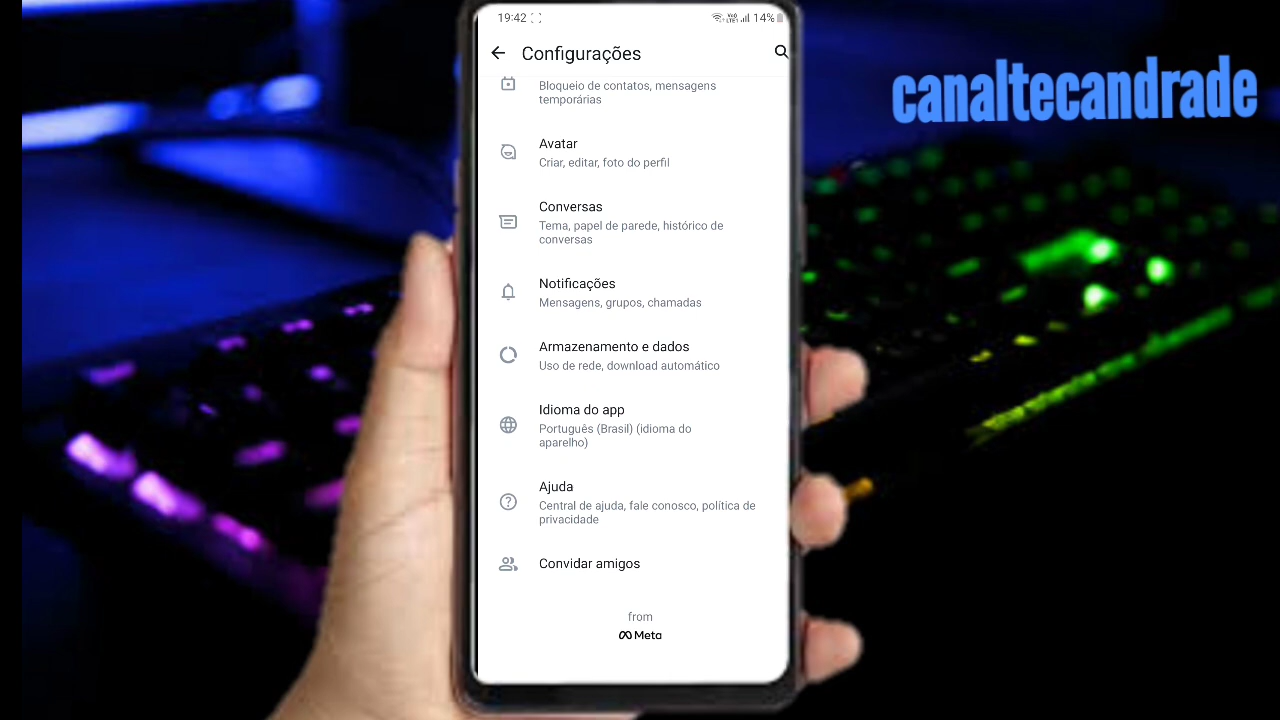 19:42
14%
Configurações
canaltecandrade
Bloqueio de contatos, mensagens
temporárias
Avatar
Criar, editar, foto do perfil
Conversas
Tema, papel de parede, histórico de
conversas
Notificações
Mensagens, grupos, chamadas
Armazenamento e dados
Uso de rede, download automático
Idioma do app
Português (Brasil) (idioma do
aparelho)
Ajuda
Central de ajuda, fale conosco, política de
privacidade
Convidar amigos
from
Meta